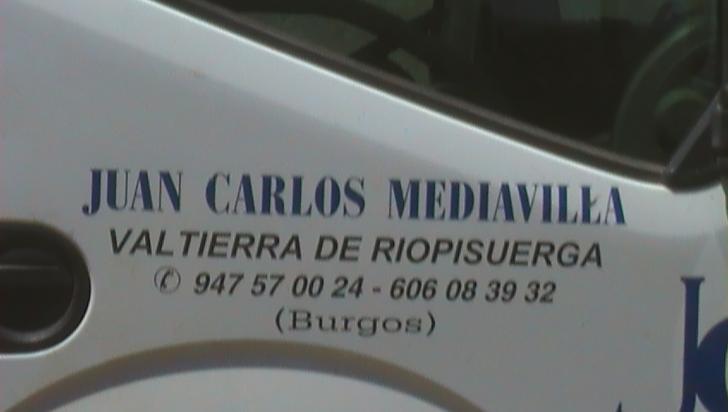 JUAN CARLOS MEDIAVILLA
VALTIERRA DE RIOPISUERGA
✆ 947 57 00 24 - 606 08 39 32
(Burgos)